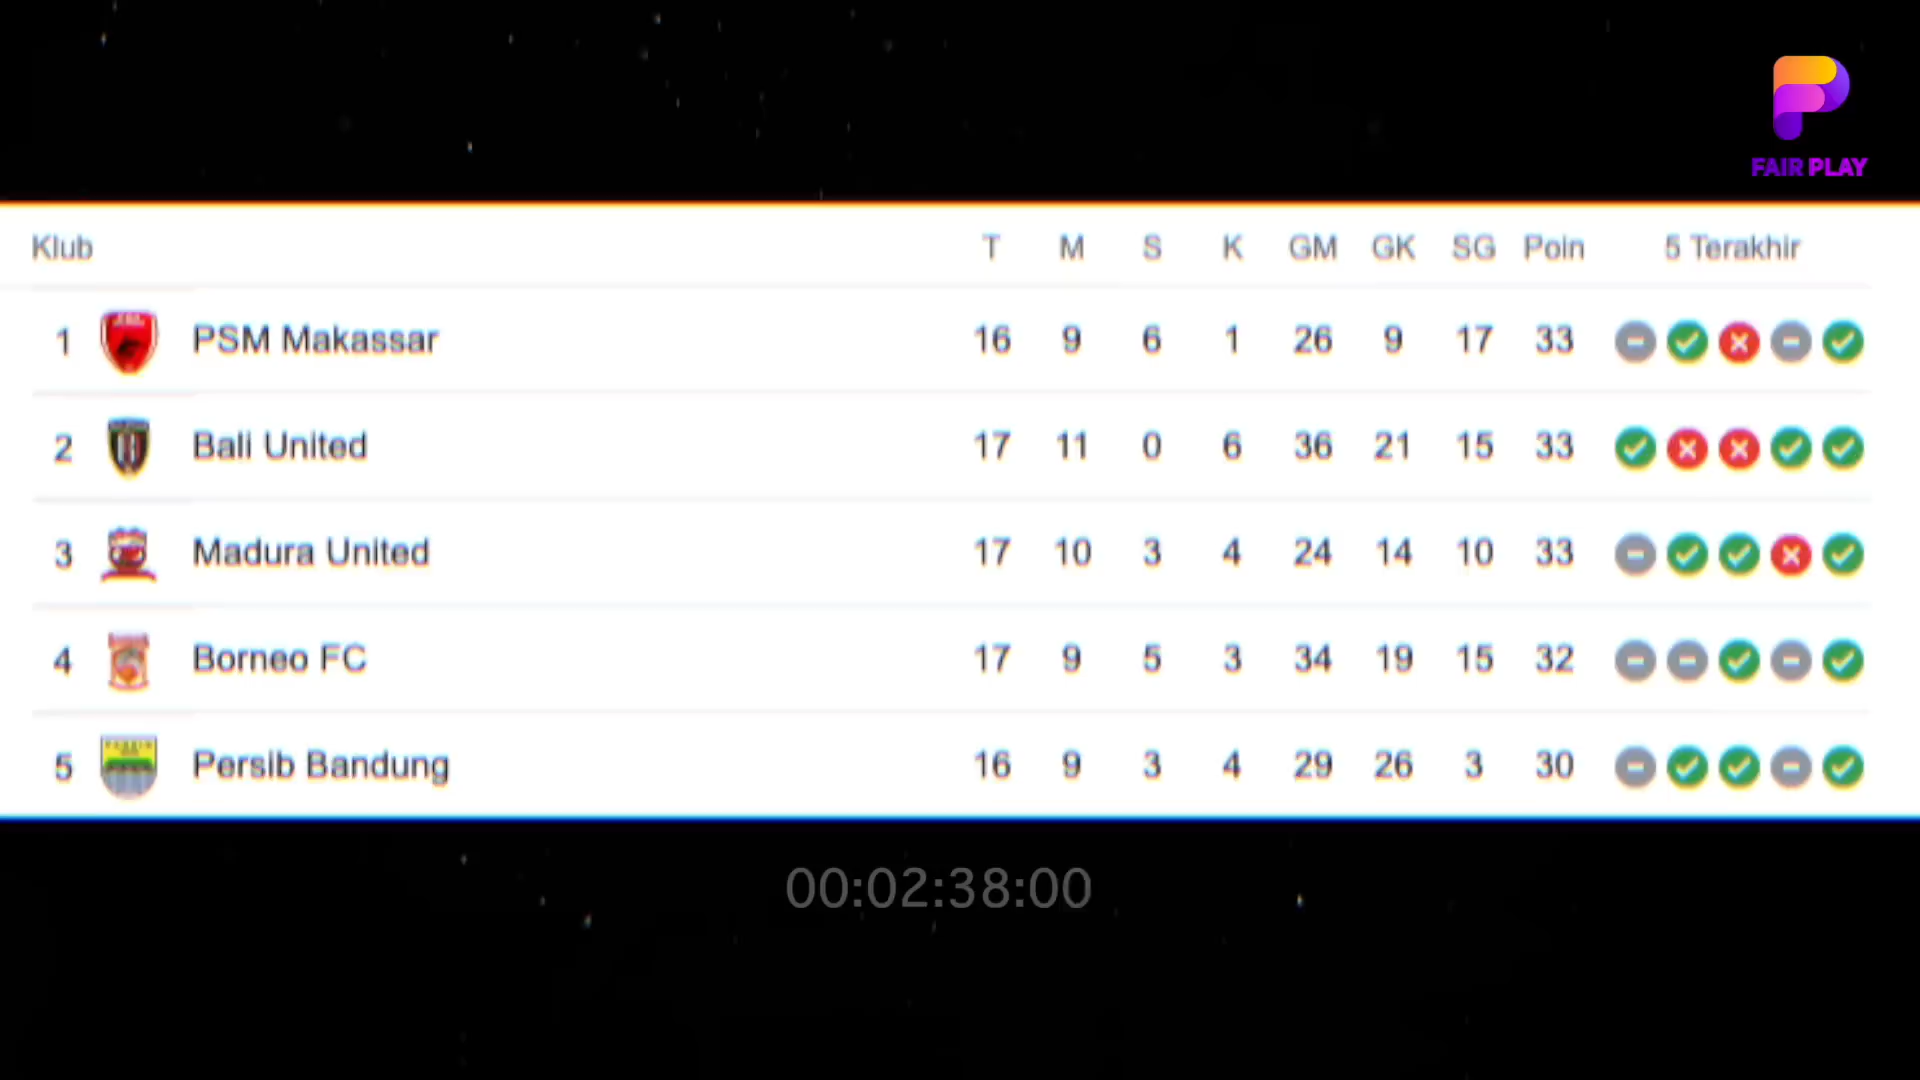 FAIR PLAY
Klub T M S K GM GK SG Poin 5 Terakhir
1 PSM Makassar 16 9 6 1 26 9 17 33
2 Bali United 17 11 0 6 36 21 15 33
3 Madura United 17 10 3 4 24 14 10 33
4 Borneo FC 17 9 5 3 34 19 15 32
5 Persib Bandung 16 9 3 4 29 26 3 30
00:02:38:00